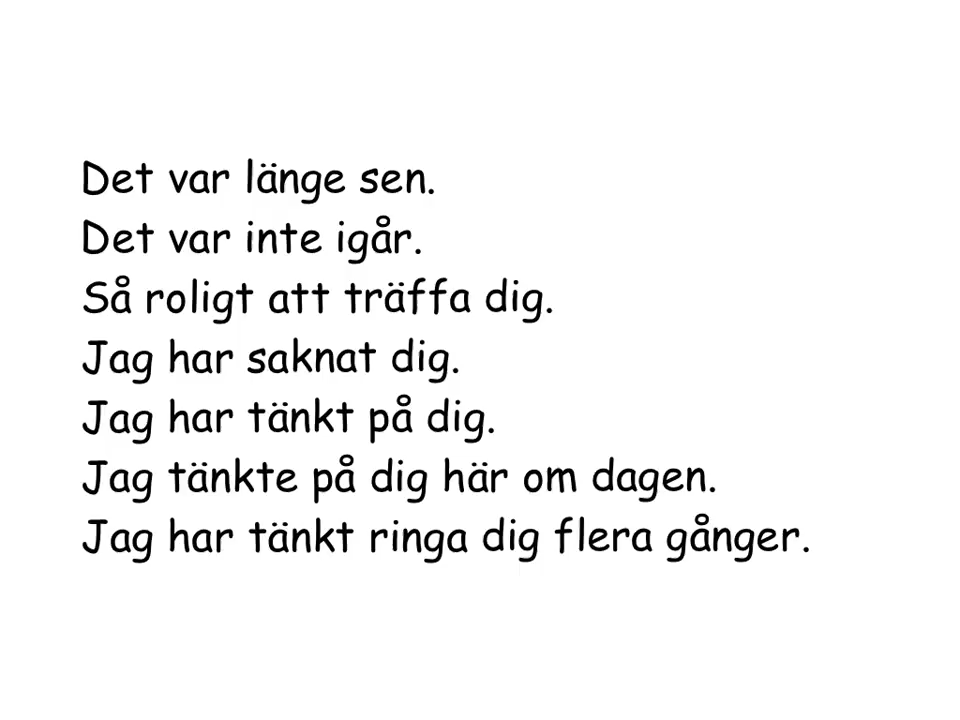 Det var länge sen.
Det var inte igår.
Så roligt att träffa dig.
Jag har saknat dig.
Jag har tänkt på dig.
Jag tänkte på dig här om dagen.
Jag har tänkt ringa dig flera gånger.